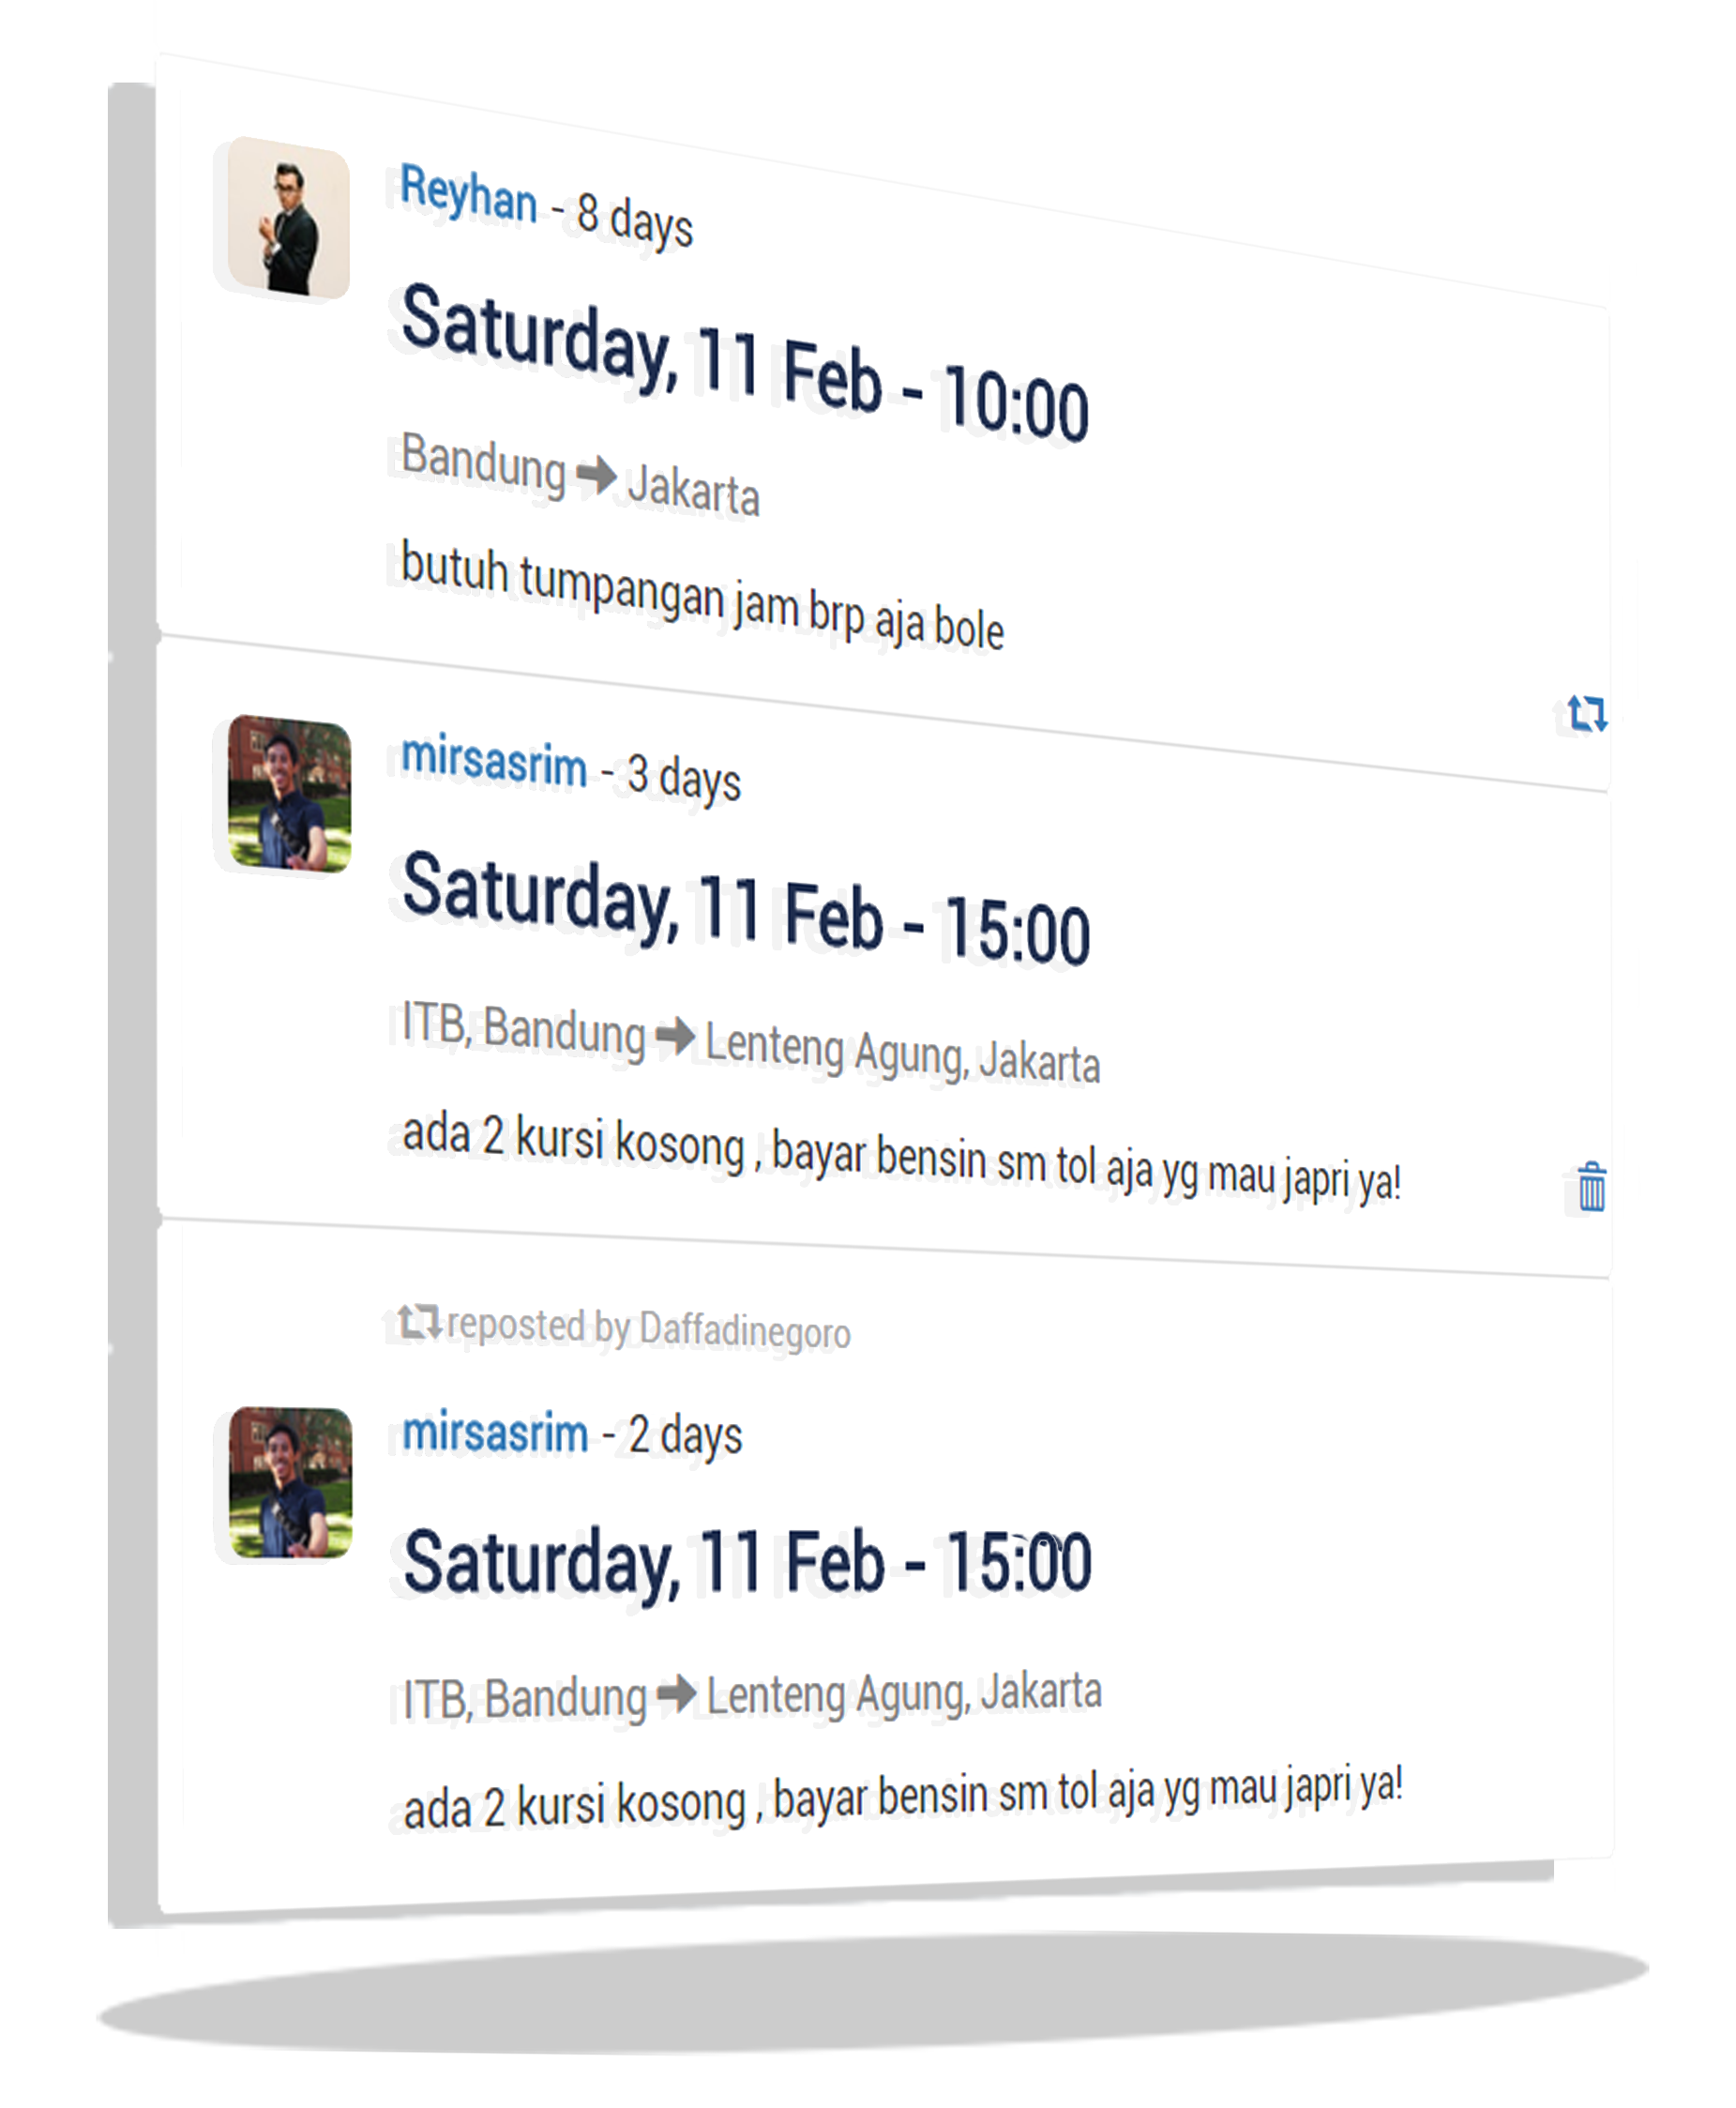 Reyhan - 8 days
Saturday, 11 Feb - 10:00
Bandung → Jakarta
butuh tumpangan jam brp aja bole
mirsasrim - 3 days
Saturday, 11 Feb - 15:00
ITB, Bandung → Lenteng Agung, Jakarta
ada 2 kursi kosong , bayar bensin sm tol aja yg mau japri ya!
reposted by Daffadinegoro
mirsasrim - 2 days
Saturday, 11 Feb - 15:00
ITB, Bandung → Lenteng Agung, Jakarta
ada 2 kursi kosong , bayar bensin sm tol aja yg mau japri ya!